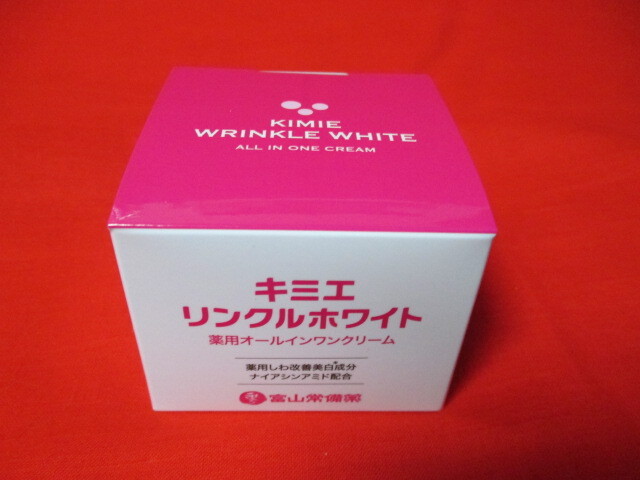 KIMIE
WRINKLE WHITE
ALL IN ONE CREAM
キミエ
リンクルホワイト
薬用オールインワンクリーム
薬用しわ改善美白*成分
ナイアシンアミド配合
富山常備薬